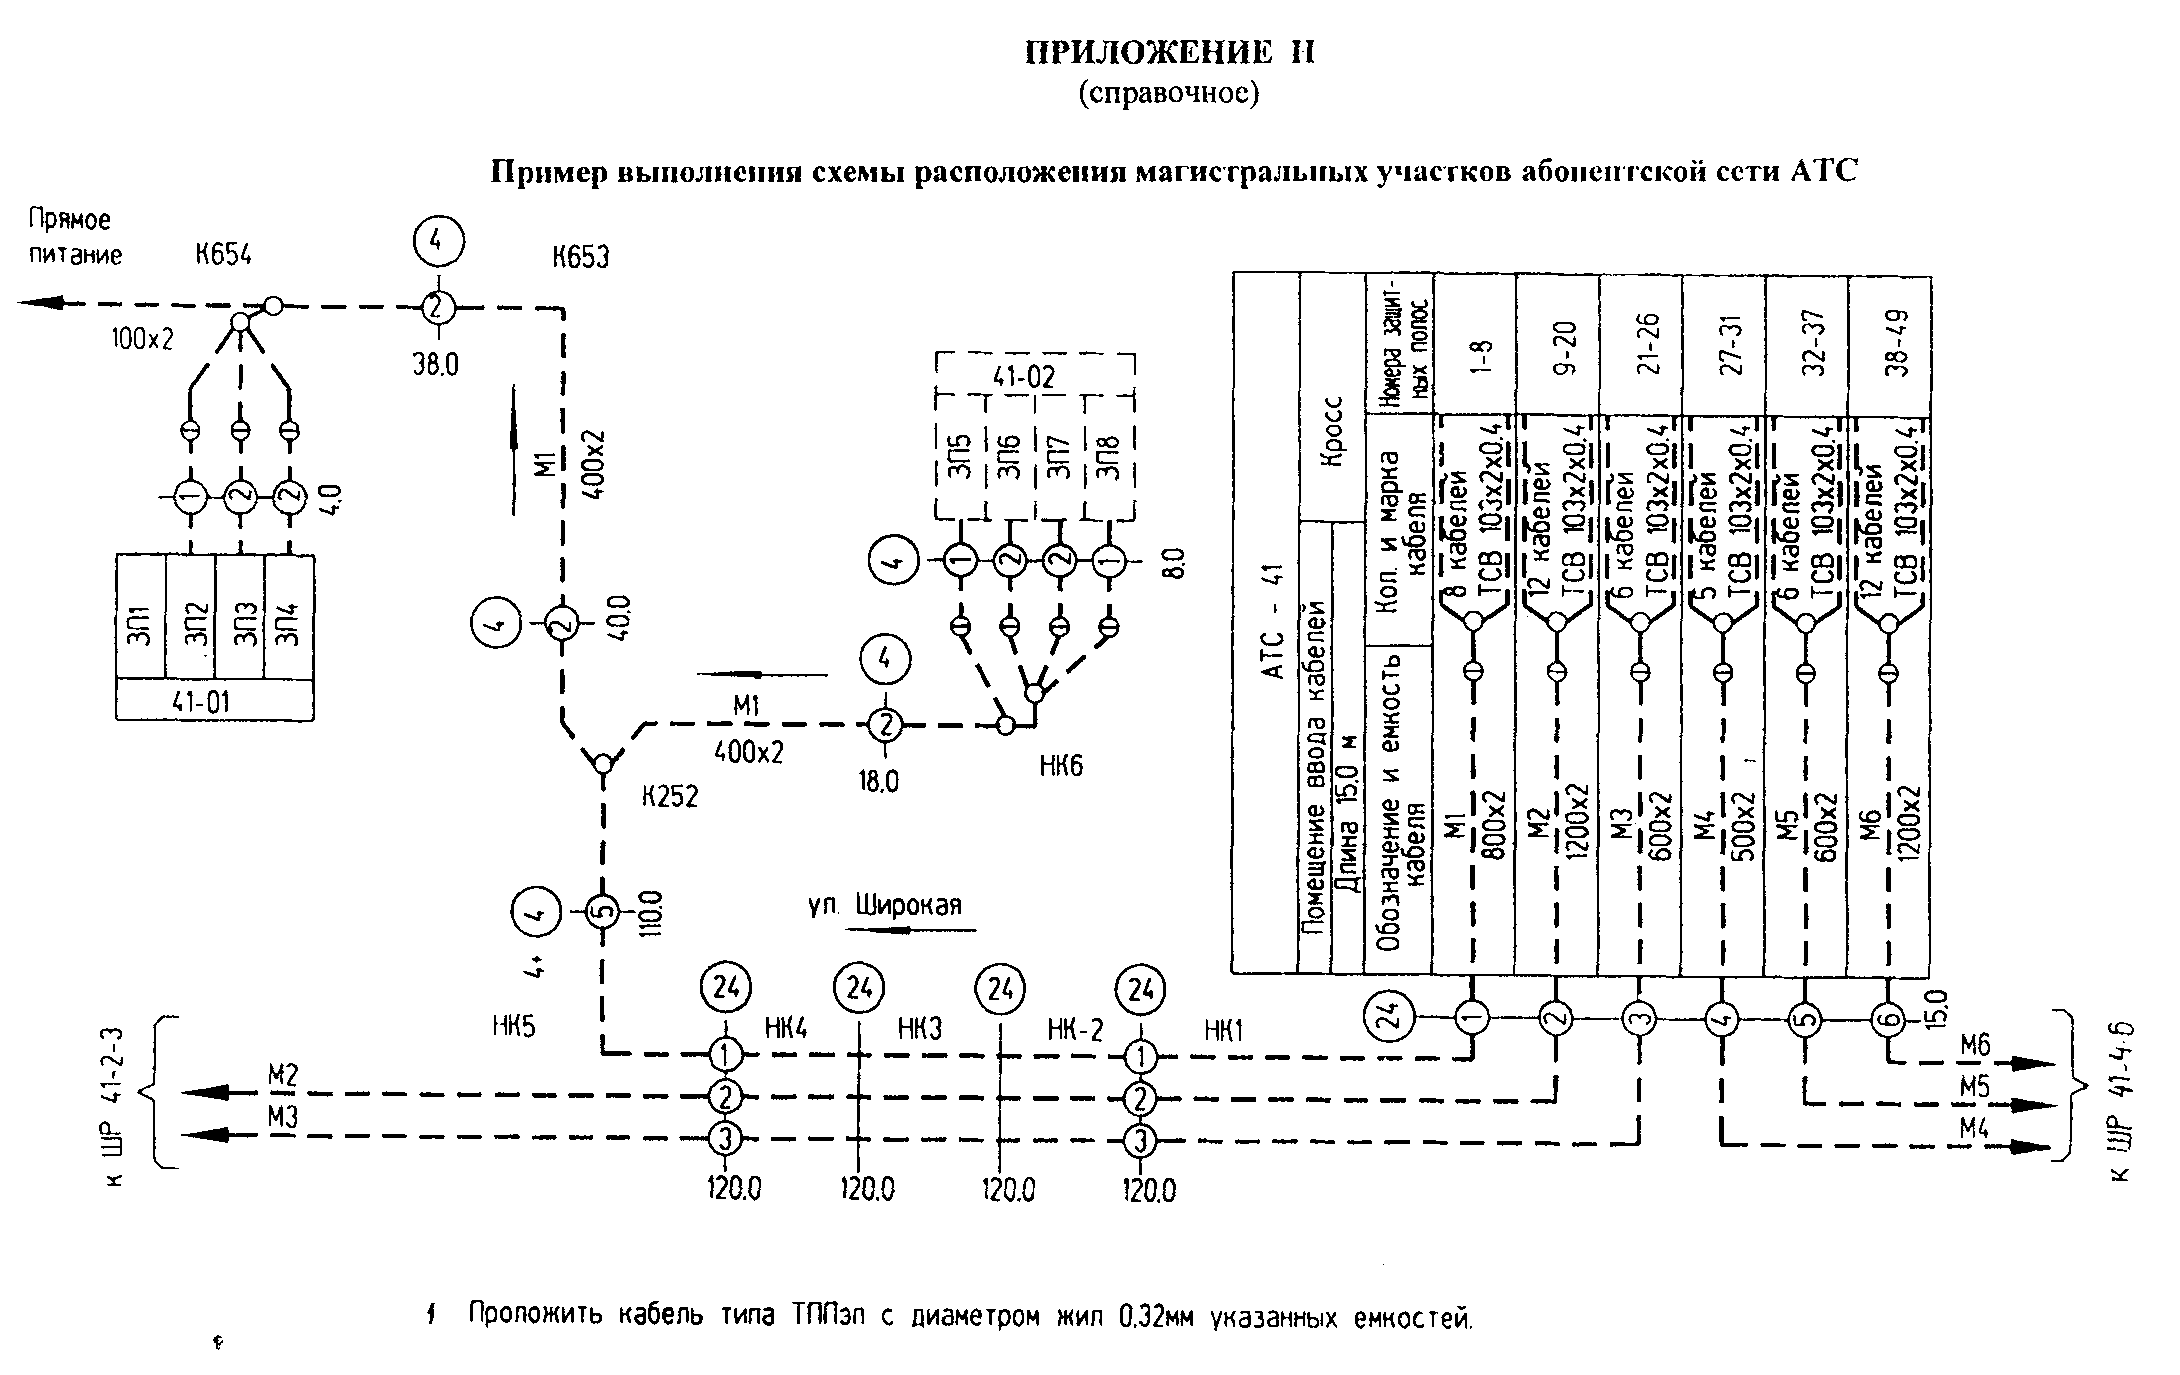 ПРИЛОЖЕНИЕ Н
(справочное)
Пример выполнения схемы расположения магистральных участков абонентской сети АТС
Прямое
питание
К654
4
К653
2
100х2
38.0
М1
400х2
1
2
2
4.0
ЗП1
ЗП2
ЗП3
ЗП4
41-01
4
2
40.0
41-02
ЗП5
ЗП6
ЗП7
ЗП8
4
1
2
2
1
8.0
4
М1
2
400х2
18.0
НК6
К252
4
5
110.0
4+
ул. Широкая
24
24
24
24
НК5
НК4
НК3
НК-2
НК1
1
1
2
2
3
3
120.0
120.0
120.0
120.0
к ШР 41-2-3
М2
М3
АТС - 41
Помещение ввода кабелей
Длина 15.0 м
Кросс
Номера защит-
ных полос
1-8
9-20
21-26
27-31
32-37
38-49
Кол. и марка
кабеля
8 кабелей
ТСВ 103х2х0.4
12 кабелей
ТСВ 103х2х0.4
6 кабелей
ТСВ 103х2х0.4
5 кабелей
ТСВ 103х2х0.4
6 кабелей
ТСВ 103х2х0.4
12 кабелей
ТСВ 103х2х0.4
Обозначение и емкость
кабеля
М1
800х2
М2
1200х2
М3
600х2
М4
500х2
М5
600х2
М6
1200х2
24
1
2
3
4
5
6
15.0
М6
М5
М4
к ШР 41-4-6
1 Проложить кабель типа ТППэп с диаметром жил 0.32мм указанных емкостей.